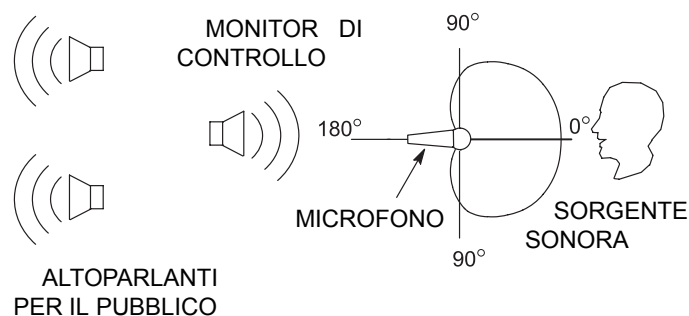 MONITOR DI
CONTROLLO
90°
180°
0°
MICROFONO
SORGENTE
SONORA
90°
ALTOPARLANTI
PER IL PUBBLICO